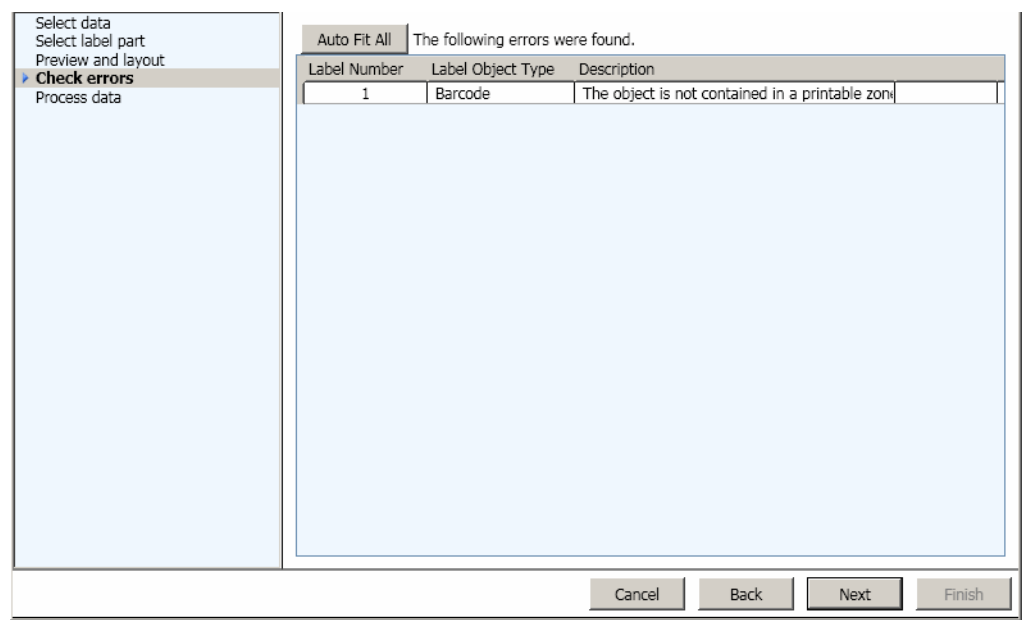 Select data
Select label part
Preview and layout
Check errors
Process data
Auto Fit All The following errors were found.
Label Number Label Object Type Description
1 Barcode The object is not contained in a printable zone
Cancel Back Next Finish